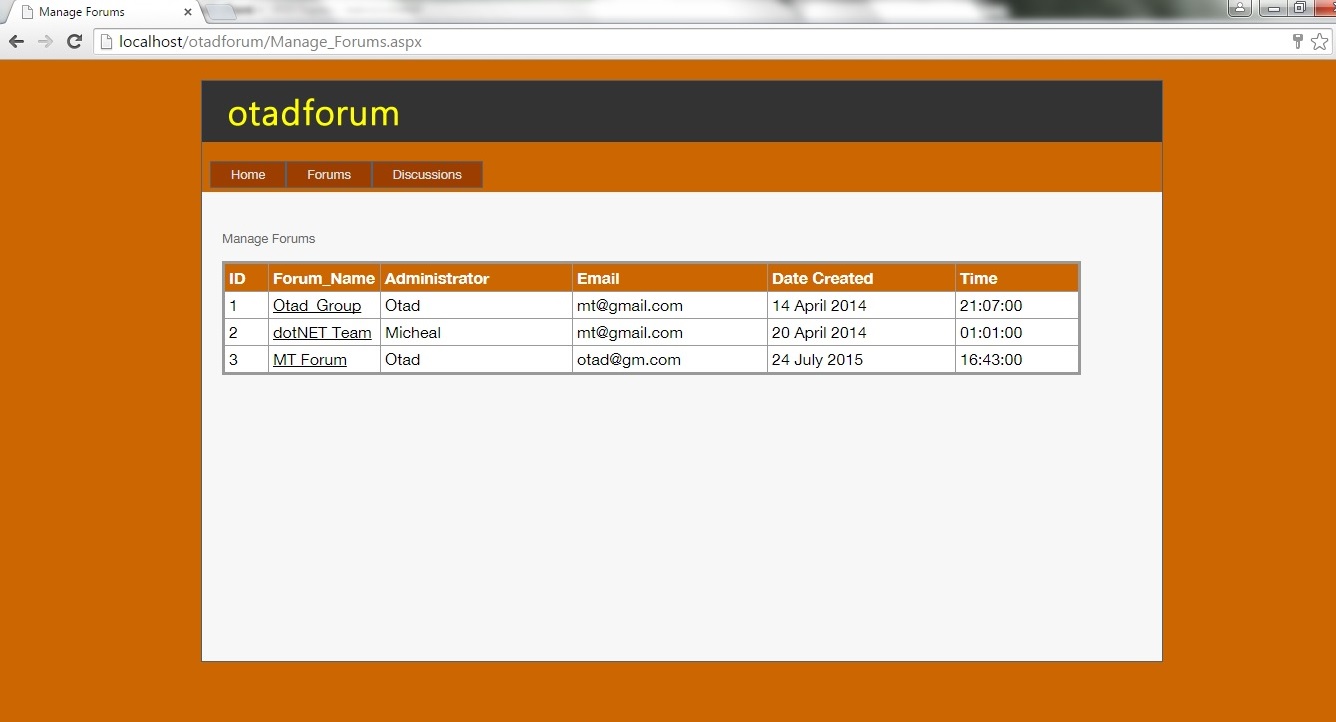 Manage Forums
localhost/otadforum/Manage_Forums.aspx
otadforum
Home Forums Discussions
Manage Forums
ID Forum_Name Administrator Email Date Created Time
1 Otad_Group Otad mt@gmail.com 14 April 2014 21:07:00
2 dotNET Team Micheal mt@gmail.com 20 April 2014 01:01:00
3 MT Forum Otad otad@gm.com 24 July 2015 16:43:00